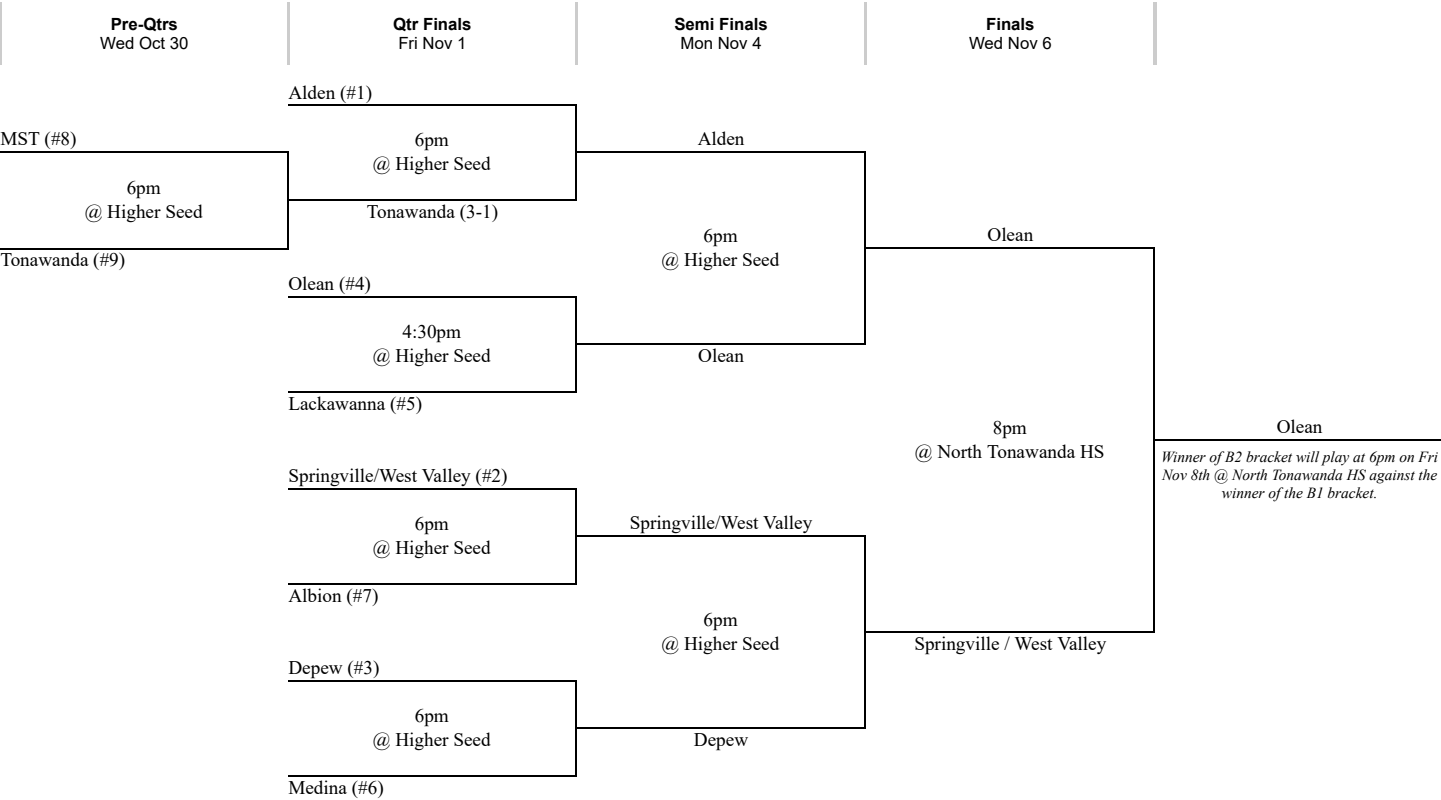 Pre-Qtrs
Wed Oct 30
Qtr Finals
Fri Nov 1
Semi Finals
Mon Nov 4
Finals
Wed Nov 6
MST (#8)
6pm
@ Higher Seed
Tonawanda (#9)
Alden (#1)
6pm
@ Higher Seed
Tonawanda (3-1)
Olean (#4)
4:30pm
@ Higher Seed
Lackawanna (#5)
Springville/West Valley (#2)
6pm
@ Higher Seed
Albion (#7)
Depew (#3)
6pm
@ Higher Seed
Medina (#6)
Alden
6pm
@ Higher Seed
Olean
Springville/West Valley
6pm
@ Higher Seed
Depew
Olean
8pm
@ North Tonawanda HS
Springville / West Valley
Olean
Winner of B2 bracket will play at 6pm on Fri
Nov 8th @ North Tonawanda HS against the
winner of the B1 bracket.